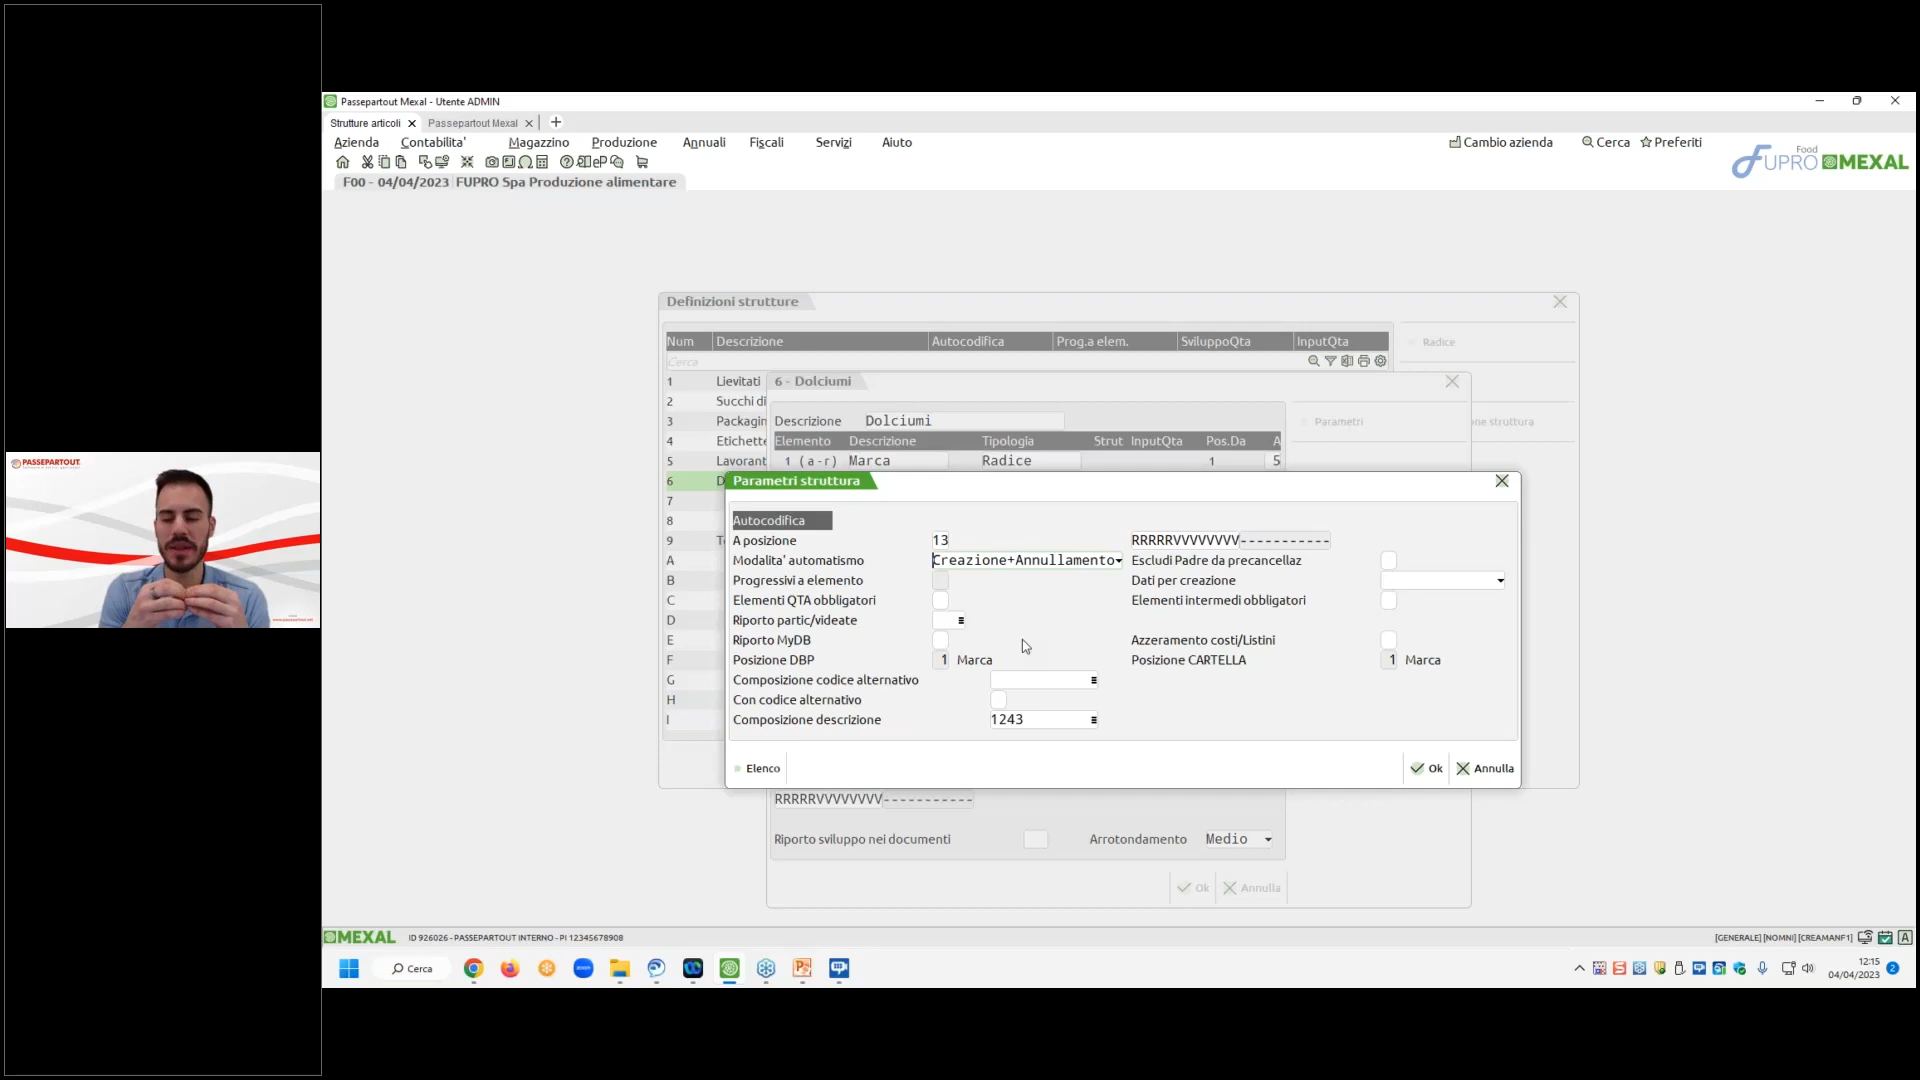 Passepartout Mexal - Utente ADMIN
Strutture articoli
Passepartout Mexal
Azienda Contabilita' Magazzino Produzione Annuali Fiscali Servizi Aiuto
Cambio azienda Cerca Preferiti
Food
FUPRO MEXAL
F00 - 04/04/2023 FUPRO Spa Produzione alimentare
Definizioni strutture
Num Descrizione Autocodifica Prog.a elem. SviluppoQta InputQta
Radice
Cerca
1 Lievitati
6 - Dolciumi
2 Succhi di
3 Packagin
Descrizione Dolciumi
Parametri
ne struttura
4 Etichette
Elemento Descrizione Tipologia Strut InputQta Pos.Da A
5 Lavorant
1 (a-r) Marca Radice 1 5
6 D
Parametri struttura
7
8
Autocodifica
9 T
A posizione 13 RRRRRVVVVVVVV-----------
A
Modalita' automatismo Creazione+Annullamento Escludi Padre da precancellaz
B
Progressivi a elemento Dati per creazione
C
Elementi QTA obbligatori Elementi intermedi obbligatori
D
Riporto partic/videate
E
Riporto MyDB Azzeramento costi/Listini
F
Posizione DBP 1 Marca Posizione CARTELLA 1 Marca
G
Composizione codice alternativo
H
Con codice alternativo
I
Composizione descrizione 1243
Elenco
Ok Annulla
RRRRRVVVVVVVV-----------
Riporto sviluppo nei documenti Arrotondamento Medio
Ok Annulla
PASSEPARTOUT
MEXAL ID 926026 - PASSEPARTOUT INTERNO - PI 12345678908
[GENERALE] [NOMNI] [CREAMANF1]
A
Cerca
zoom
12:15
04/04/2023
2